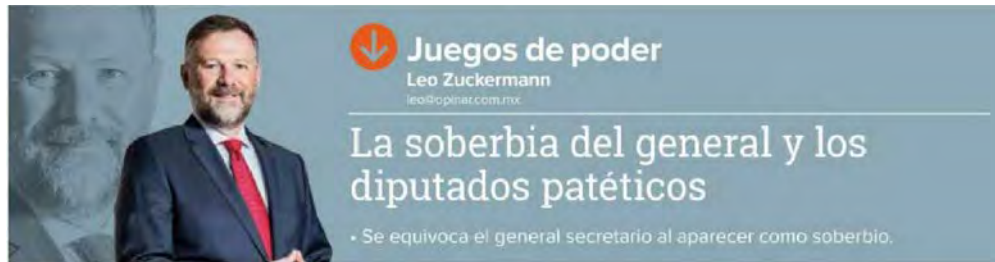 Juegos de poder
Leo Zuckermann
leo@opinar.com.mx
La soberbia del general y los
diputados patéticos
• Se equivoca el general secretario al aparecer como soberbio.